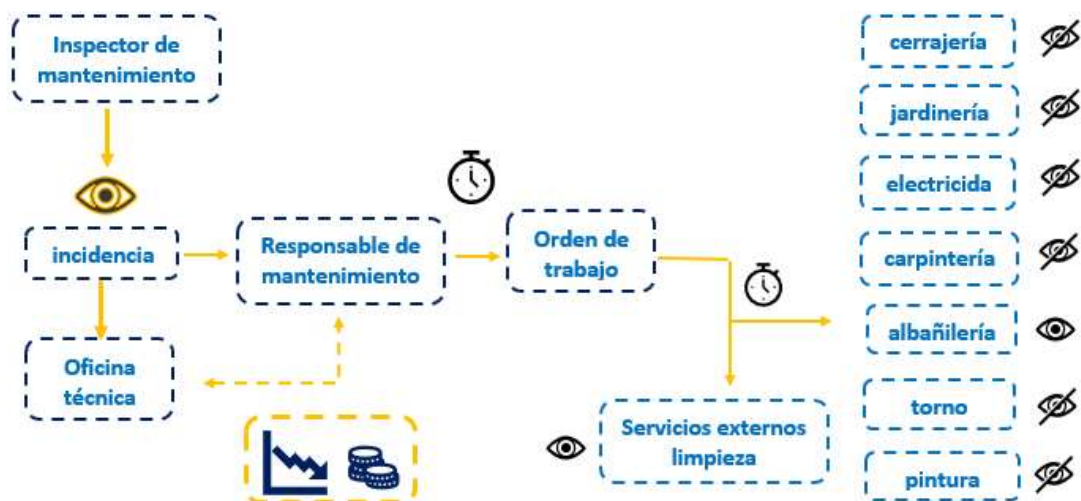 Inspector de
mantenimiento
incidencia
Oficina
técnica
Responsable de
mantenimiento
Orden de
trabajo
Servicios externos
limpieza
cerrajería
jardinería
electricida
carpintería
albañilería
torno
pintura